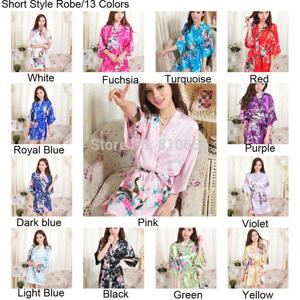 Short Style Robe/13 Colors
White
Fuchsia
Turquoise
Red
Royal Blue
Purple
Dark blue
Pink
Violet
Light Blue
Black
Green
Yellow